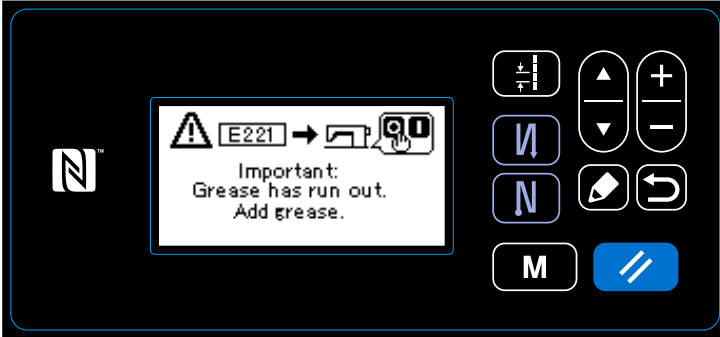 E221
Important:
Grease has run out.
Add grease.
M